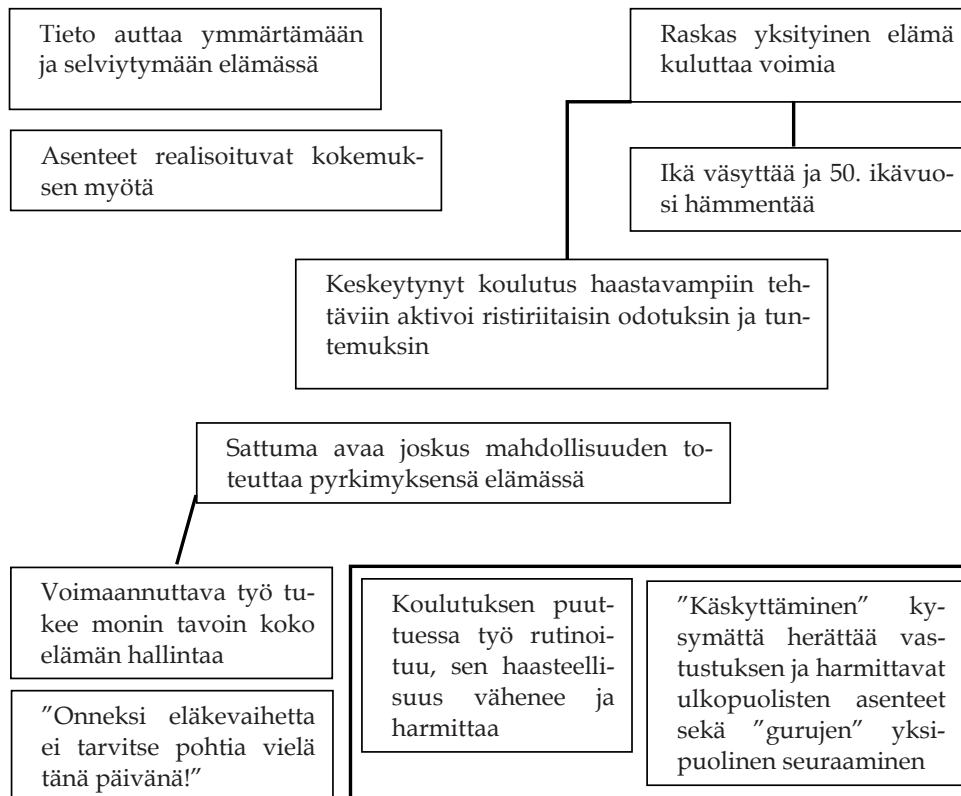 Tieto auttaa ymmärtämään
ja selviytymään elämässä
Raskas yksityinen elämä
kuluttaa voimia
Asenteet realisoituvat kokemuk-
sen myötä
Ikä väsyttää ja 50. ikävuo-
si hämmentää
Keskeytynyt koulutus haastavampiin teh-
täviin aktivoi ristiriitaisin odotuksin ja tun-
temuksin
Sattuma avaa joskus mahdollisuuden to-
teuttaa pyrkimyksensä elämässä
Voimaannuttava työ tu-
kee monin tavoin koko
elämän hallintaa
"Onneksi eläkevaihetta
ei tarvitse pohtia vielä
tänä päivänä!"
Koulutuksen puut-
tuessa työ rutinoi-
tuu, sen haasteelli-
suus vähenee ja
harmittaa
"Käskyttäminen" ky-
symättä herättää vas-
tustuksen ja harmittavat
ulkopuolisten asenteet
sekä "gurujen" yksi-
puolinen seuraaminen